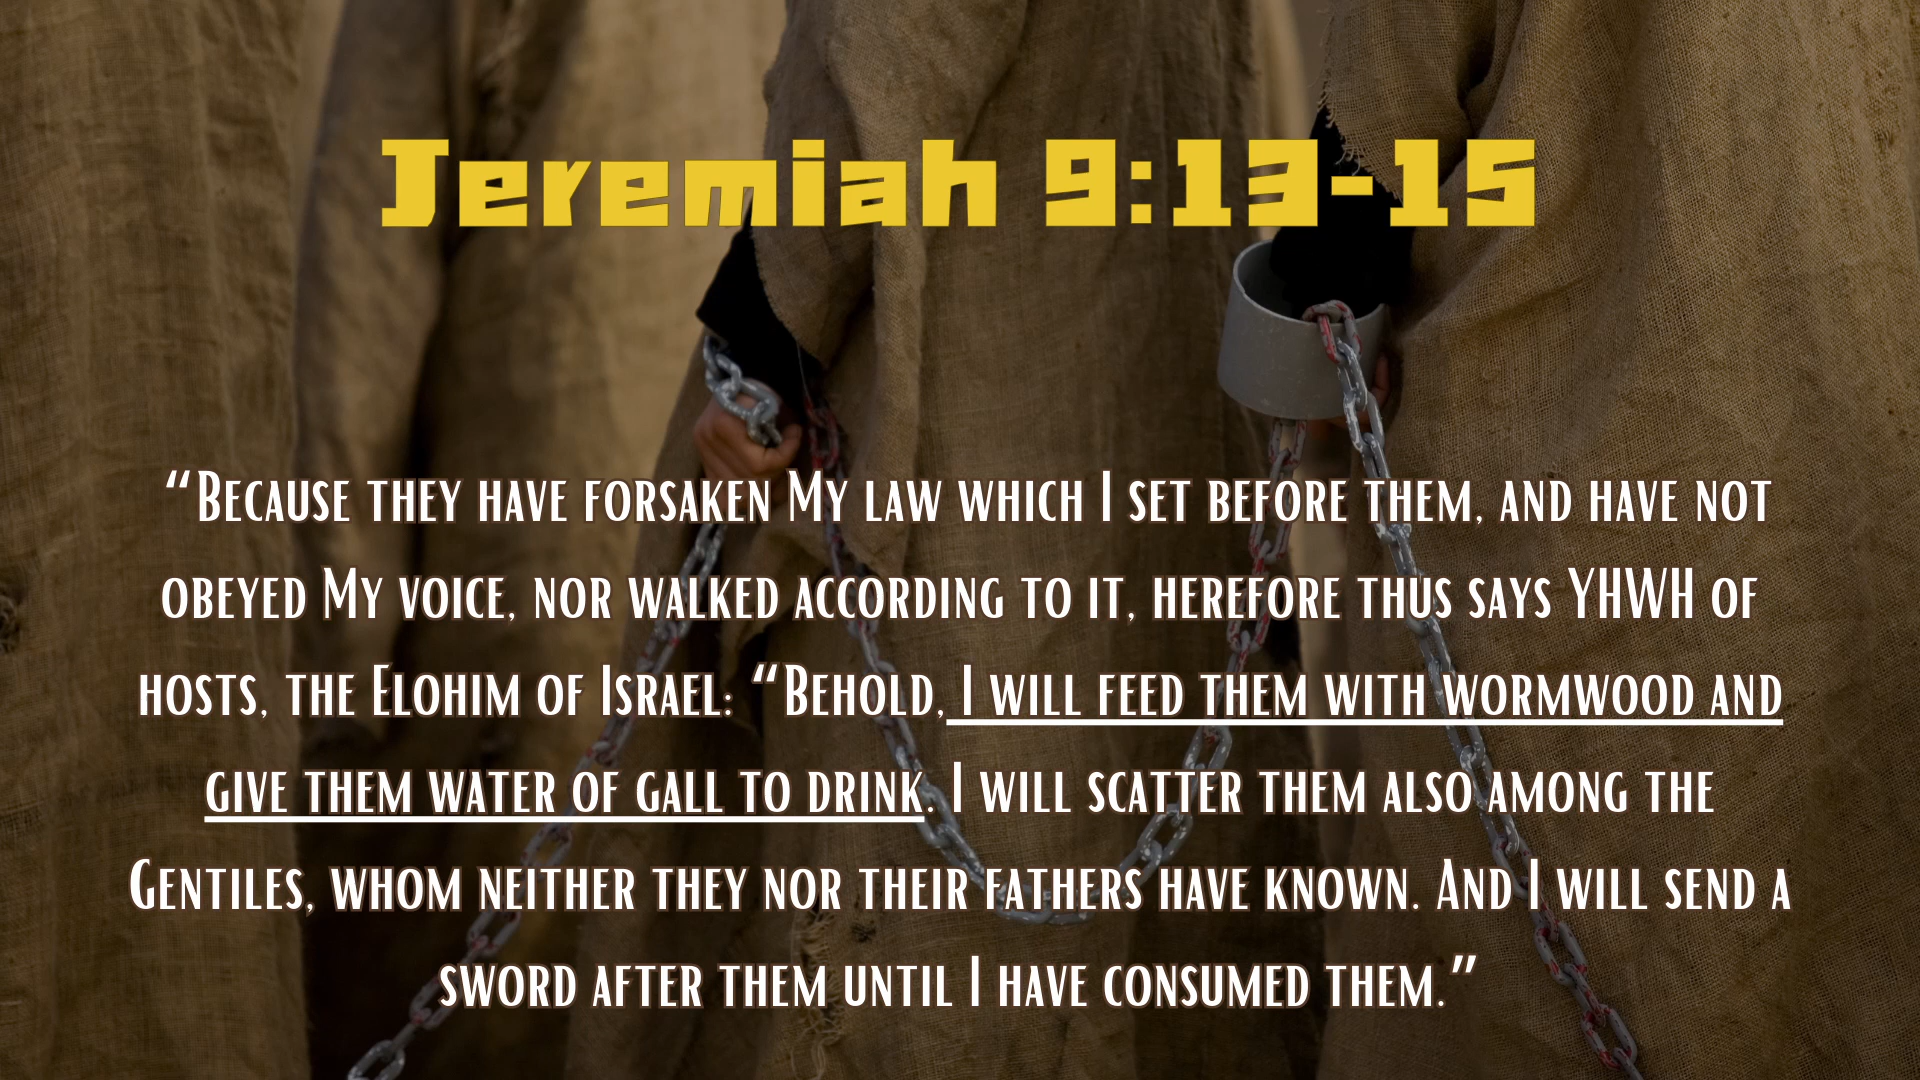 Jeremiah 9:13-15
“Because they have forsaken My law which I set before them, and have not
obeyed My voice, nor walked according to it, herefore thus says YHWH of
hosts, the Elohim of Israel: “Behold, I will feed them with wormwood and
give them water of gall to drink. I will scatter them also among the
Gentiles, whom neither they nor their fathers have known. And I will send a
sword after them until I have consumed them.”